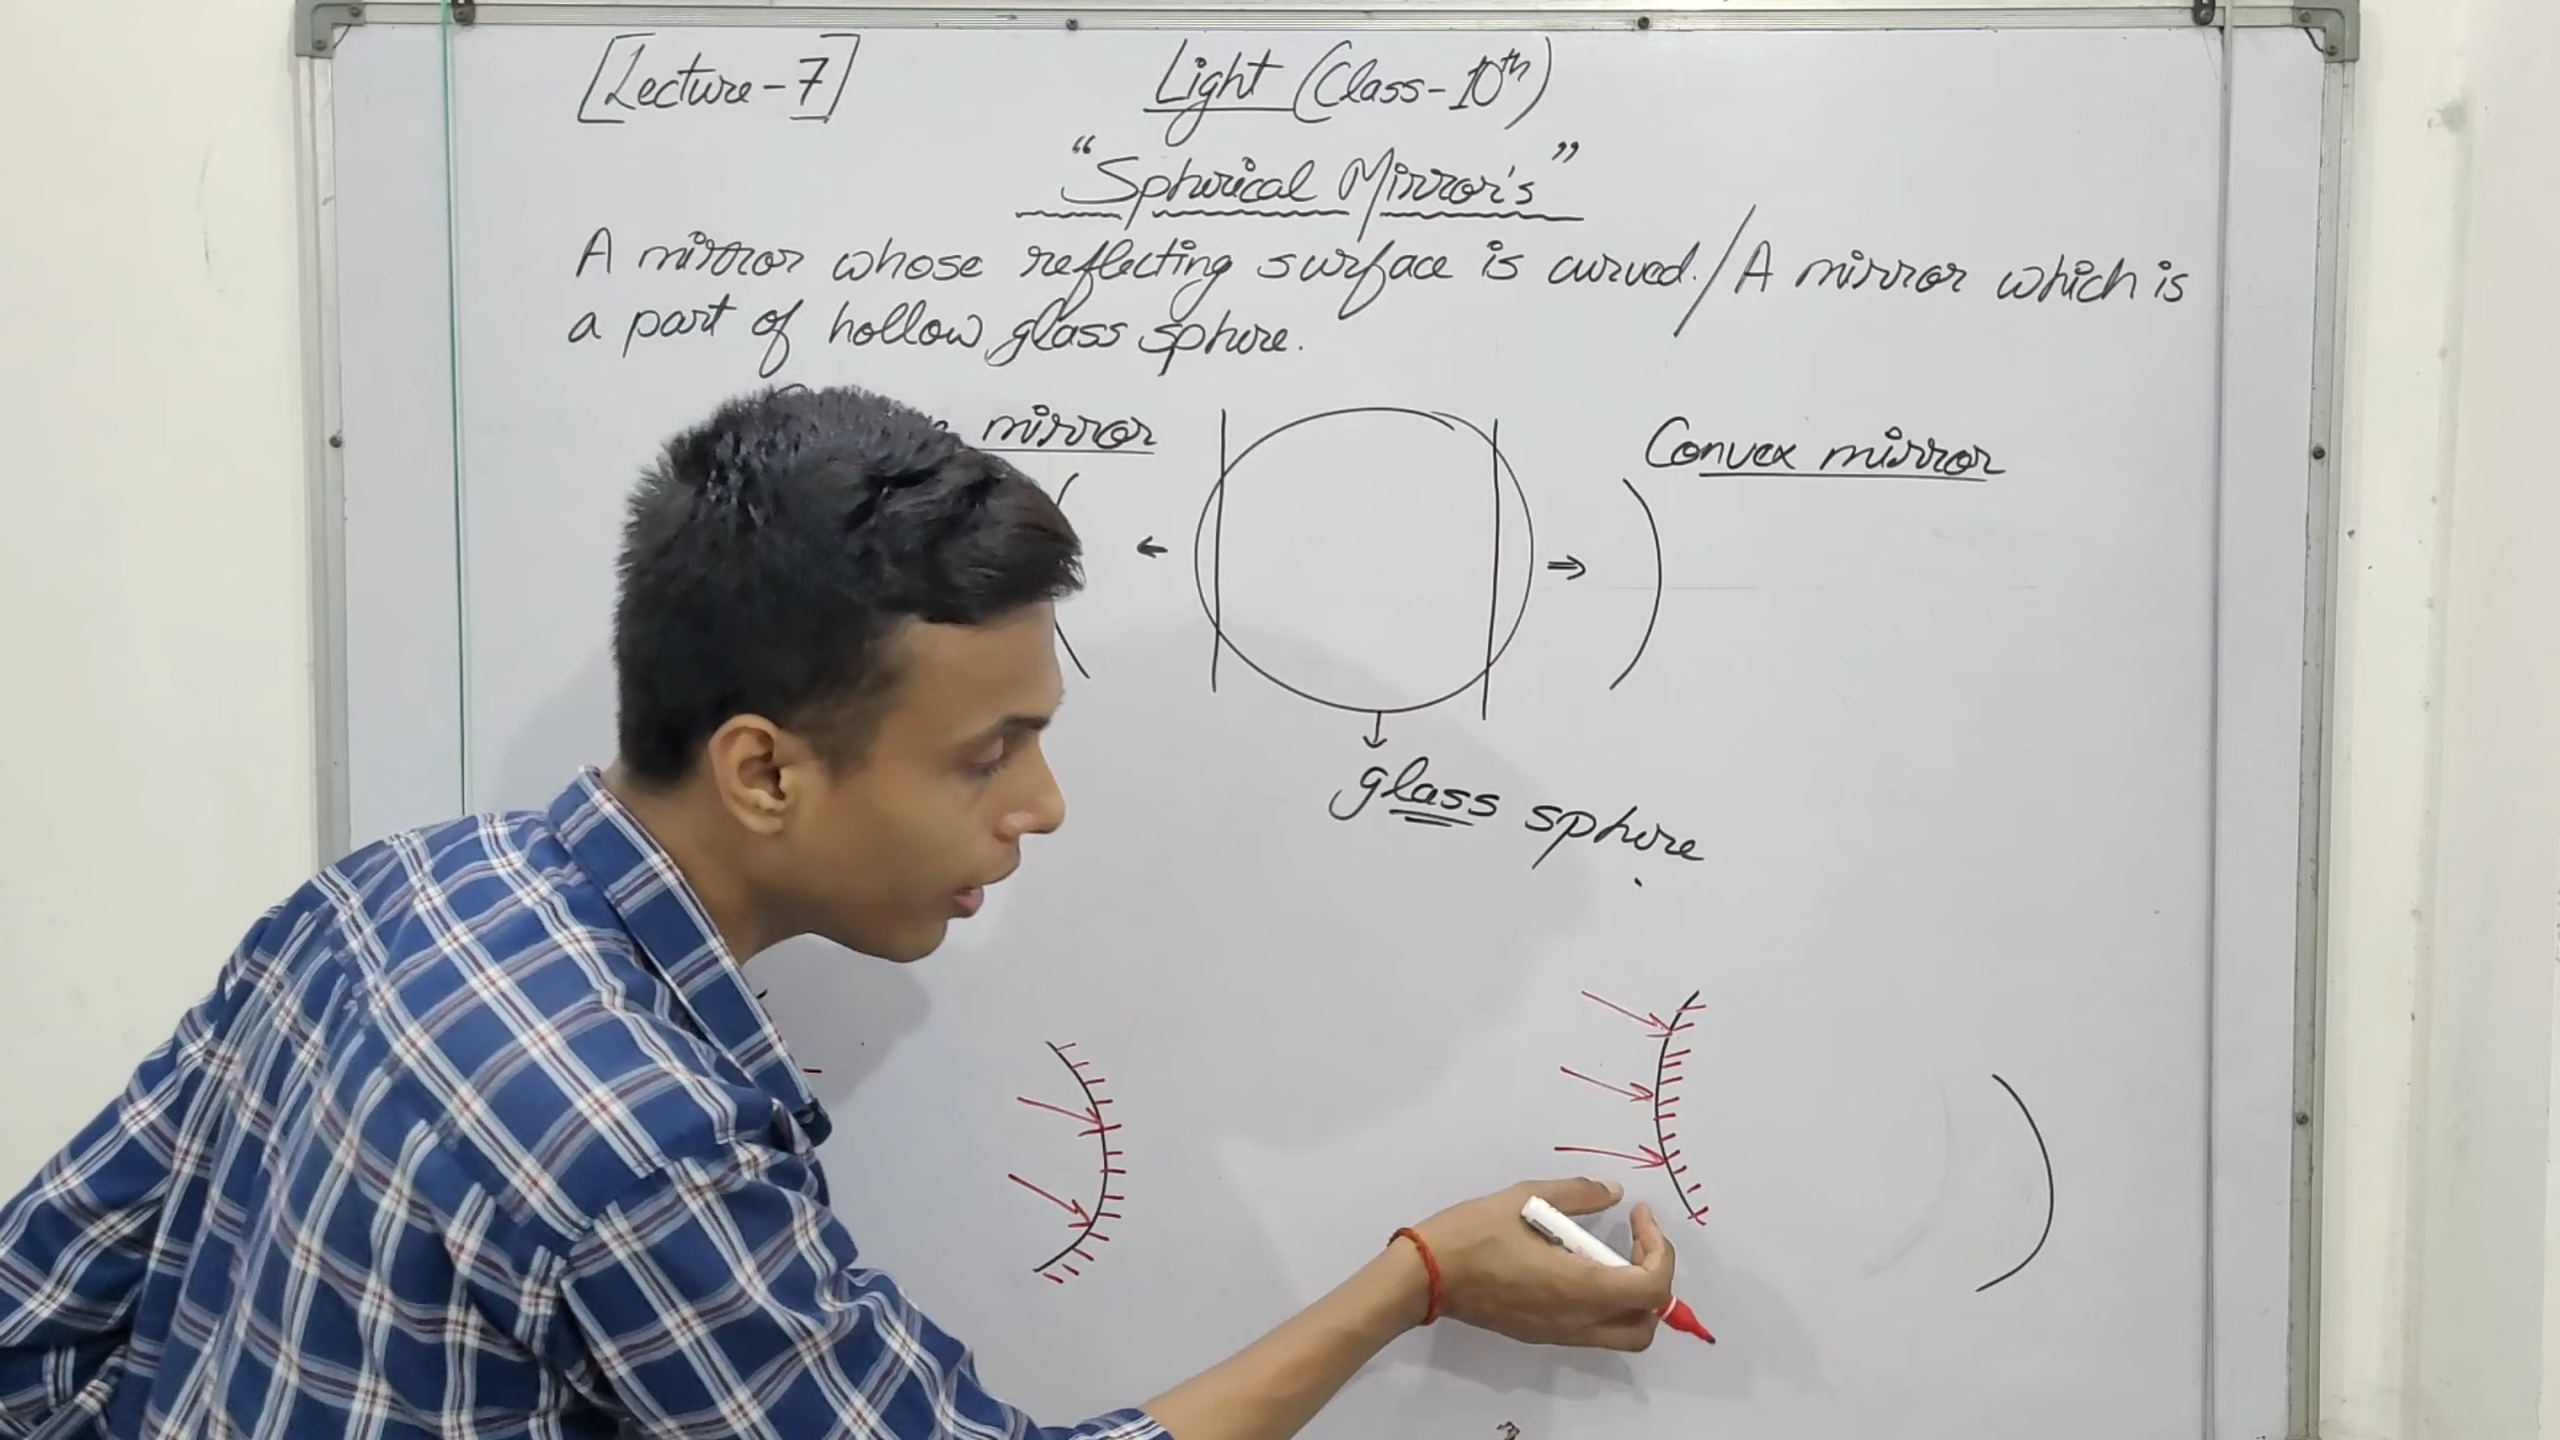 [Lecture-7]
Light (Class-10th)
"Spherical Mirror's"
A mirror whose reflecting surface is curved./A mirror which is
a part of hollow glass sphere.
mirror
Convex mirror
glass sphere